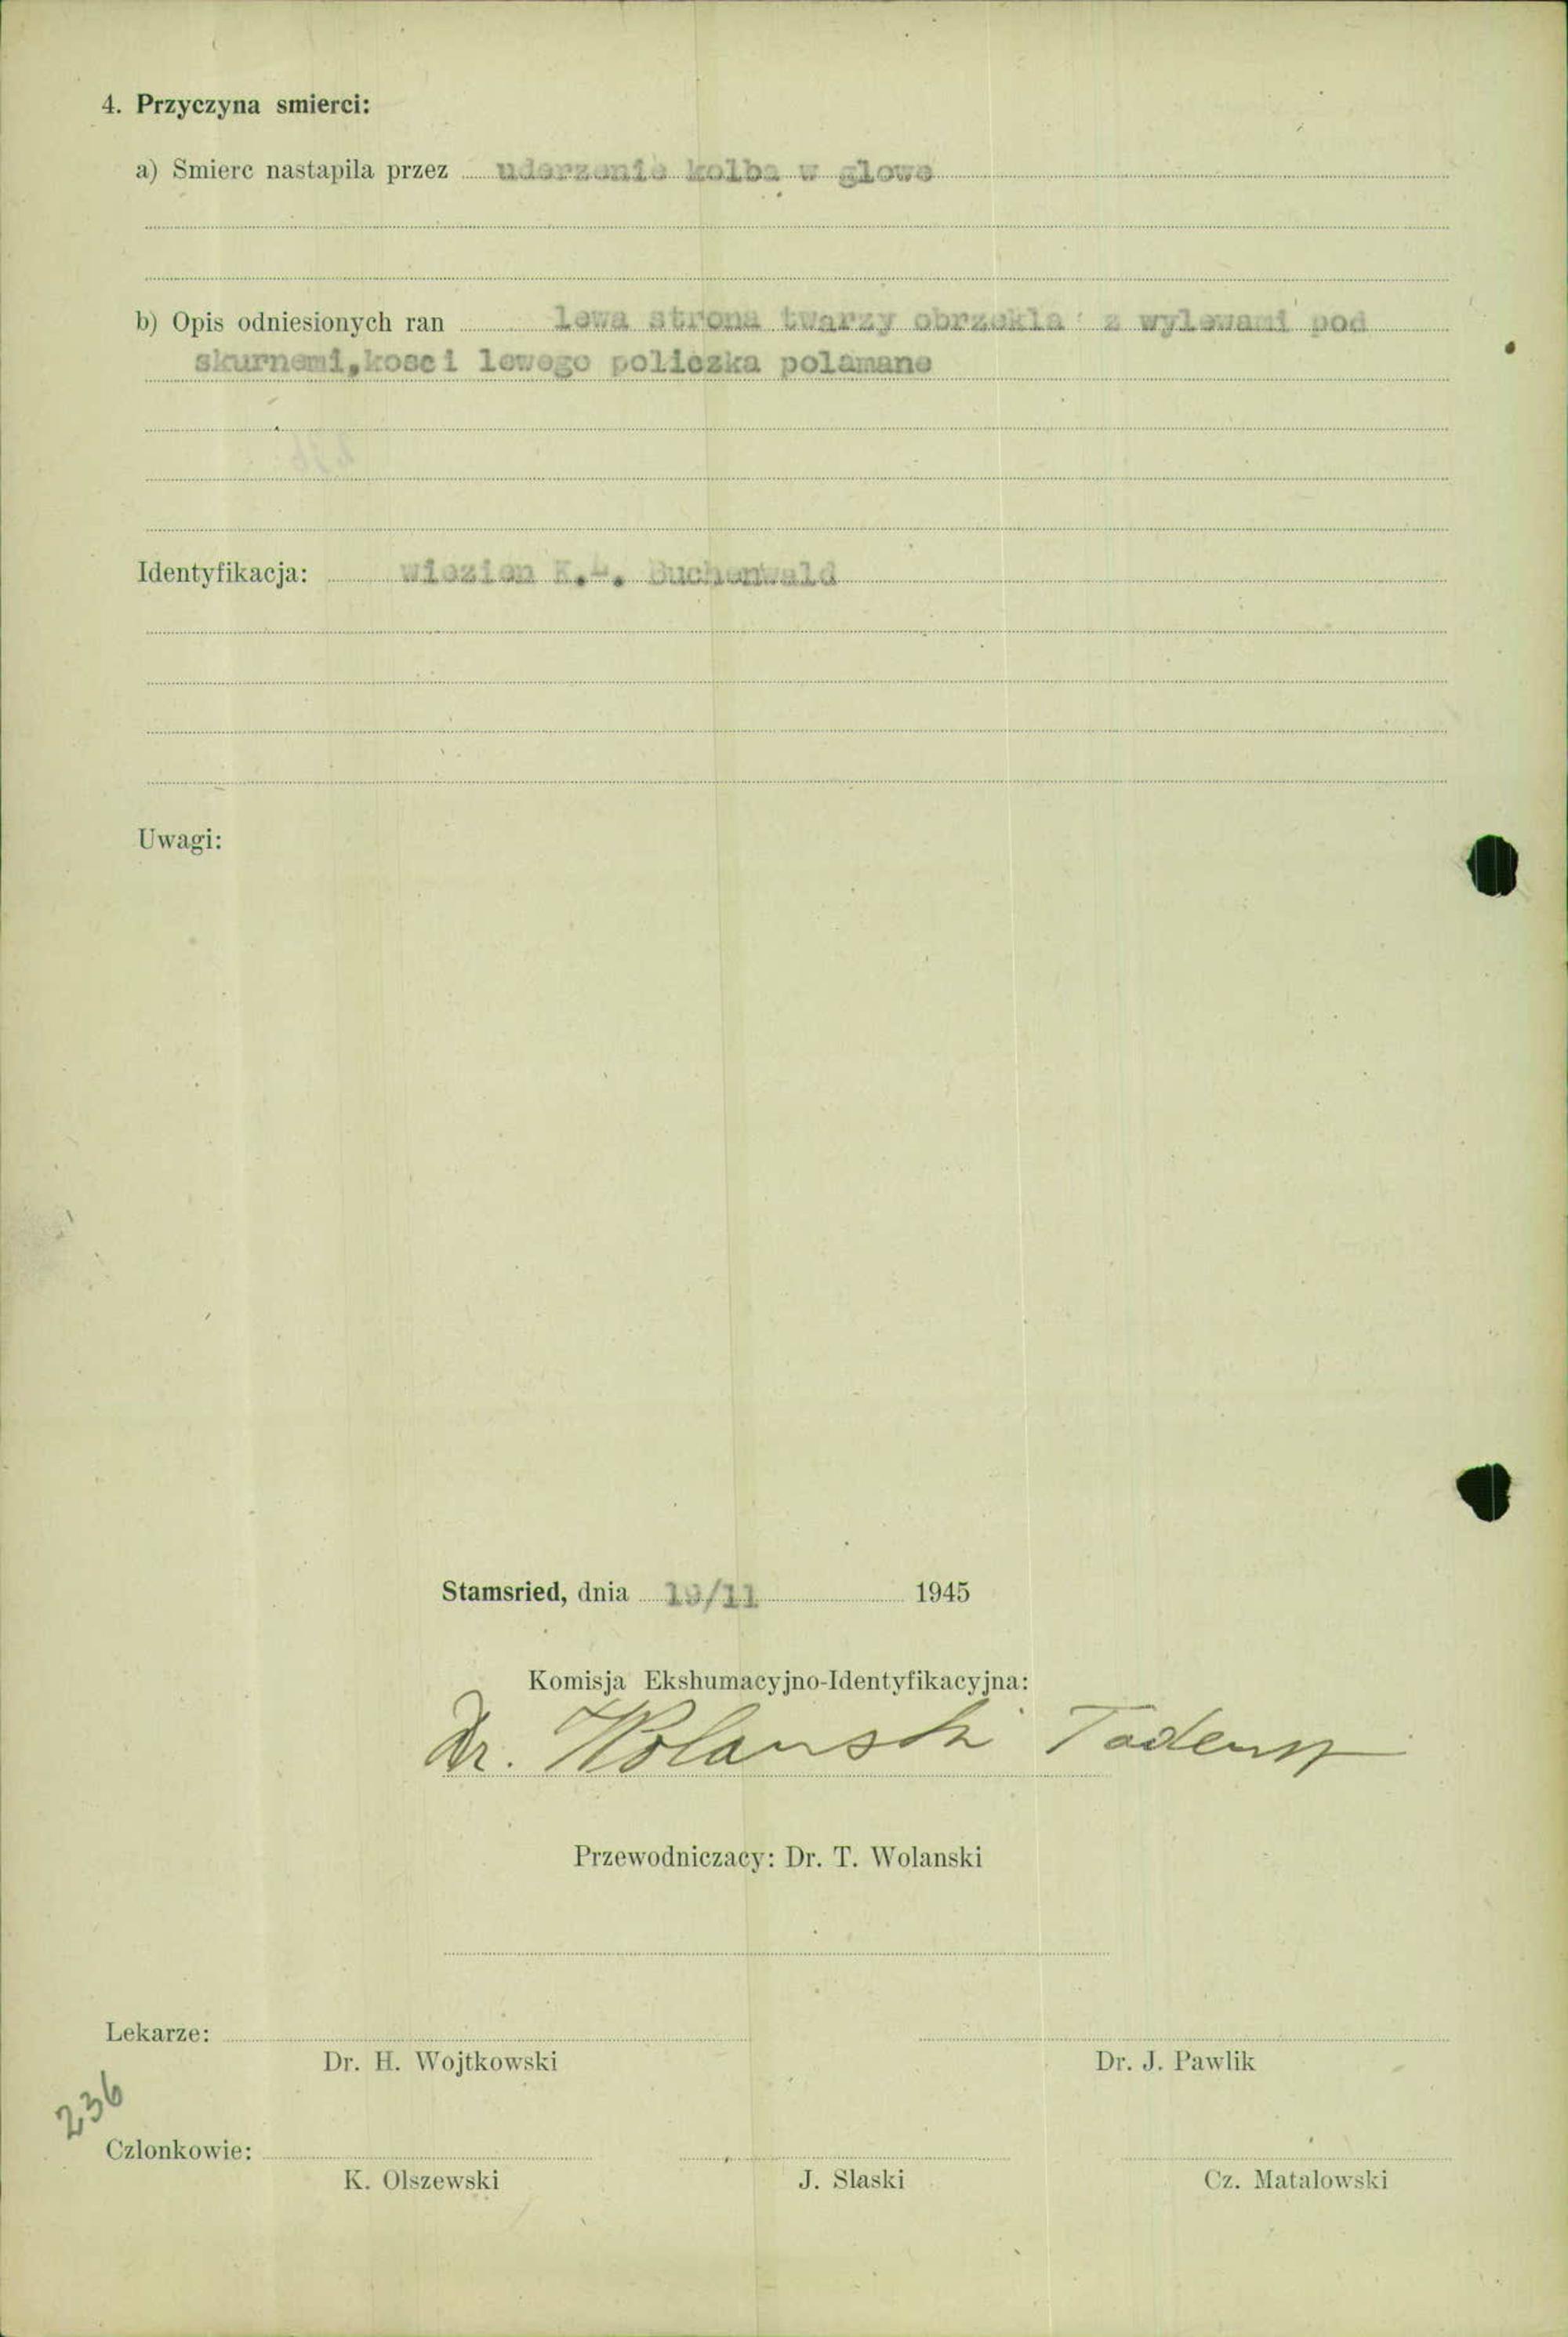 4. Przyczyna smierci:
a) Smierc nastapila przez uderzenie kolba w glowe
b) Opis odniesionych ran lewa strona twarzy obrzekla z wylewami pod
skurnemi,kosci lewego policzka polamane
Identyfikacja: wiezien K.L. Buchenwald
Uwagi:
Stamsried, dnia 19/11 1945
Komisja Ekshumacyjno-Identyfikacyjna:
Dr. Wolanski Tadeusz
Przewodniczacy: Dr. T. Wolanski
Lekarze:
Dr. H. Wojtkowski Dr. J. Pawlik
236
Czlonkowie:
K. Olszewski J. Slaski Cz. Matalowski